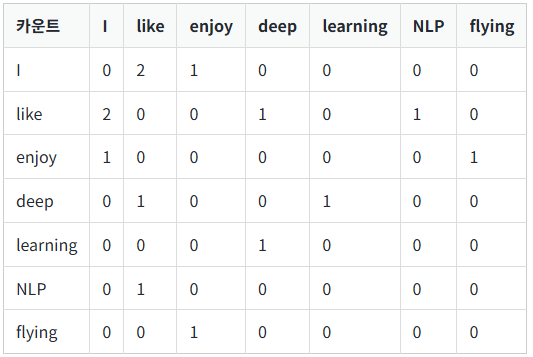 카운트 I like enjoy deep learning NLP flying
I 0 2 1 0 0 0 0
like 2 0 0 1 0 1 0
enjoy 1 0 0 0 0 0 1
deep 0 1 0 0 1 0 0
learning 0 0 0 1 0 0 0
NLP 0 1 0 0 0 0 0
flying 0 0 1 0 0 0 0